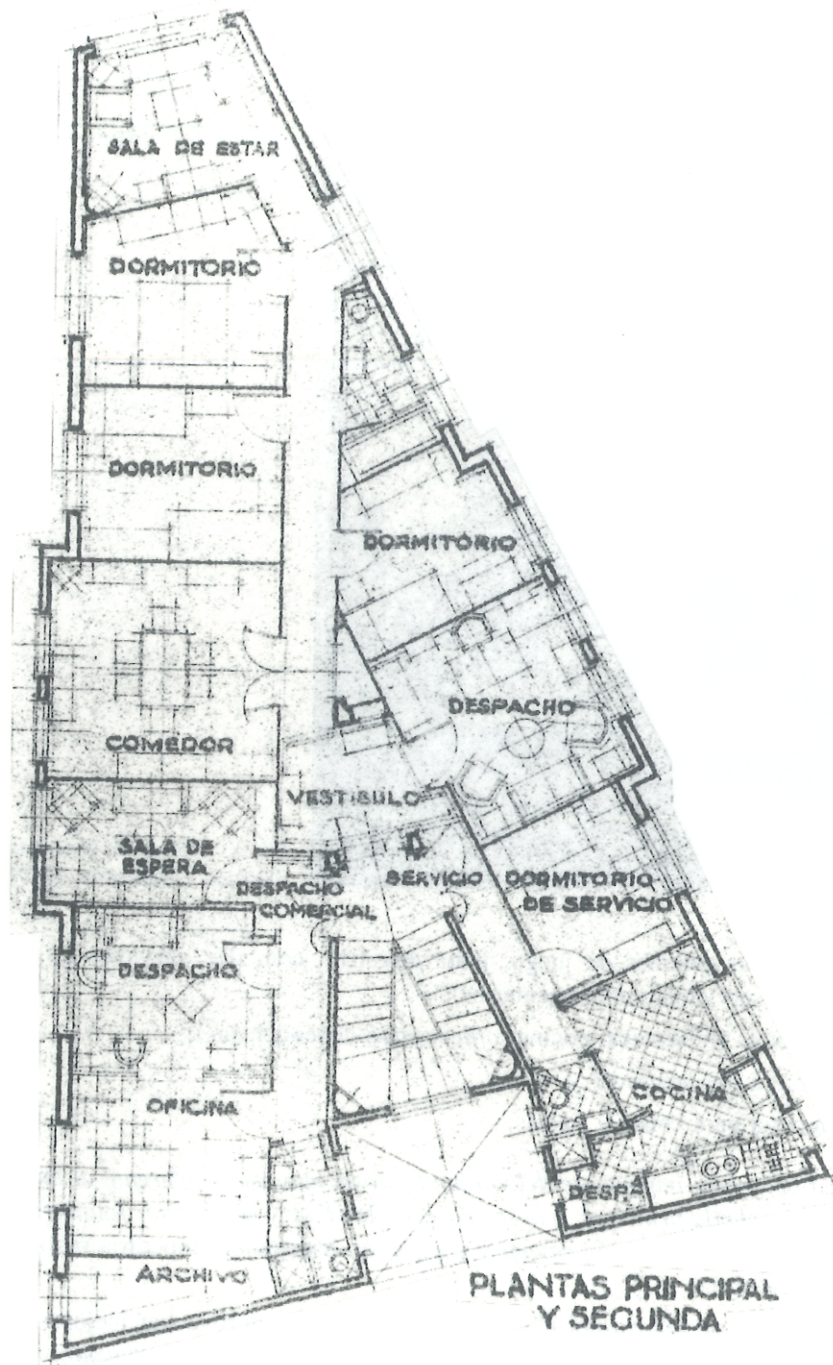 SALA DE ESTAR
DORMITORIO
DORMITORIO
DORMITORIO
DESPACHO
COMEDOR
VESTIBULO
SALA DE
ESPERA
DESPACHO
COMERCIAL
SERVICIO
DORMITORIO
DE SERVICIO
DESPACHO
OFICINA
COCINA
DESPA
ARCHIVO
PLANTAS PRINCIPAL
Y SEGUNDA